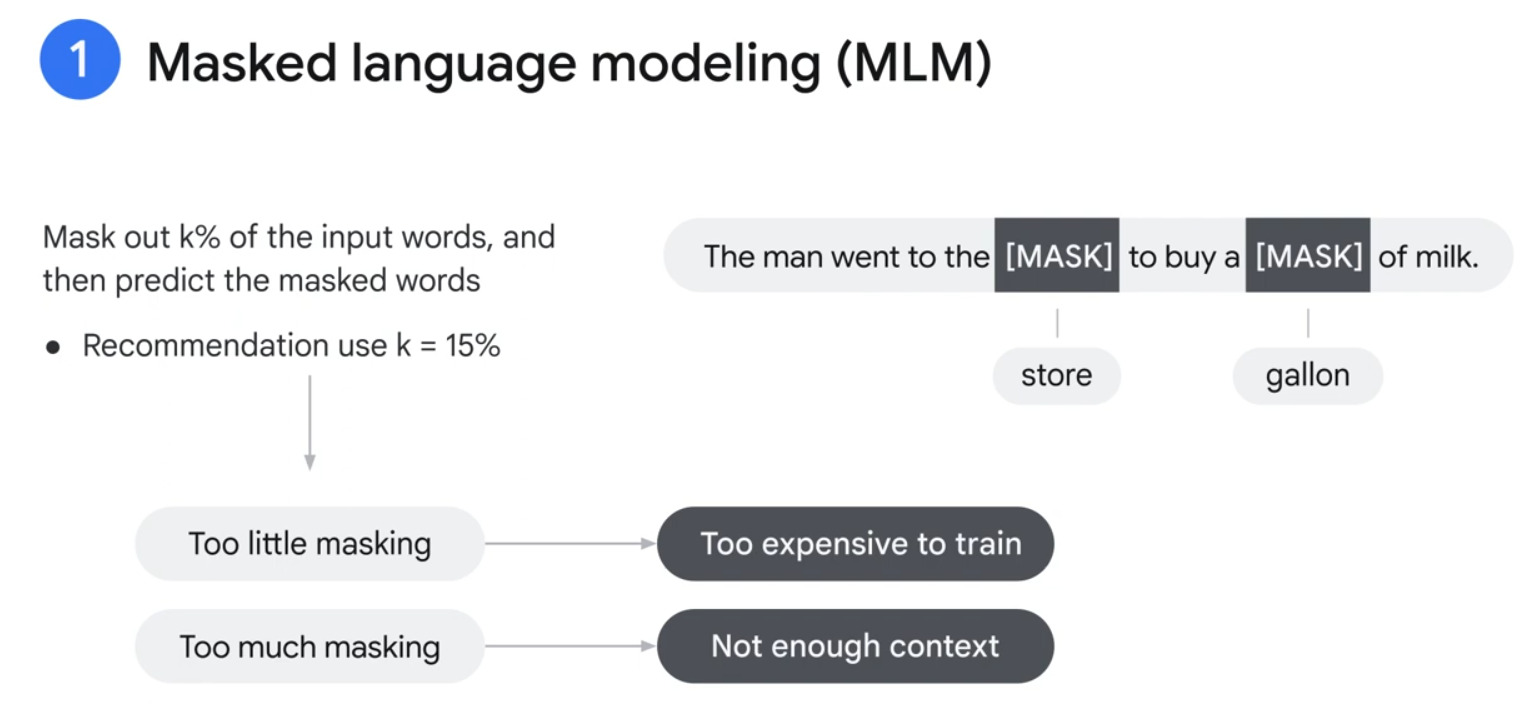 1 Masked language modeling (MLM)
Mask out k% of the input words, and
then predict the masked words
● Recommendation use k = 15%
The man went to the [MASK] to buy a [MASK] of milk.
store gallon
Too little masking Too expensive to train
Too much masking Not enough context